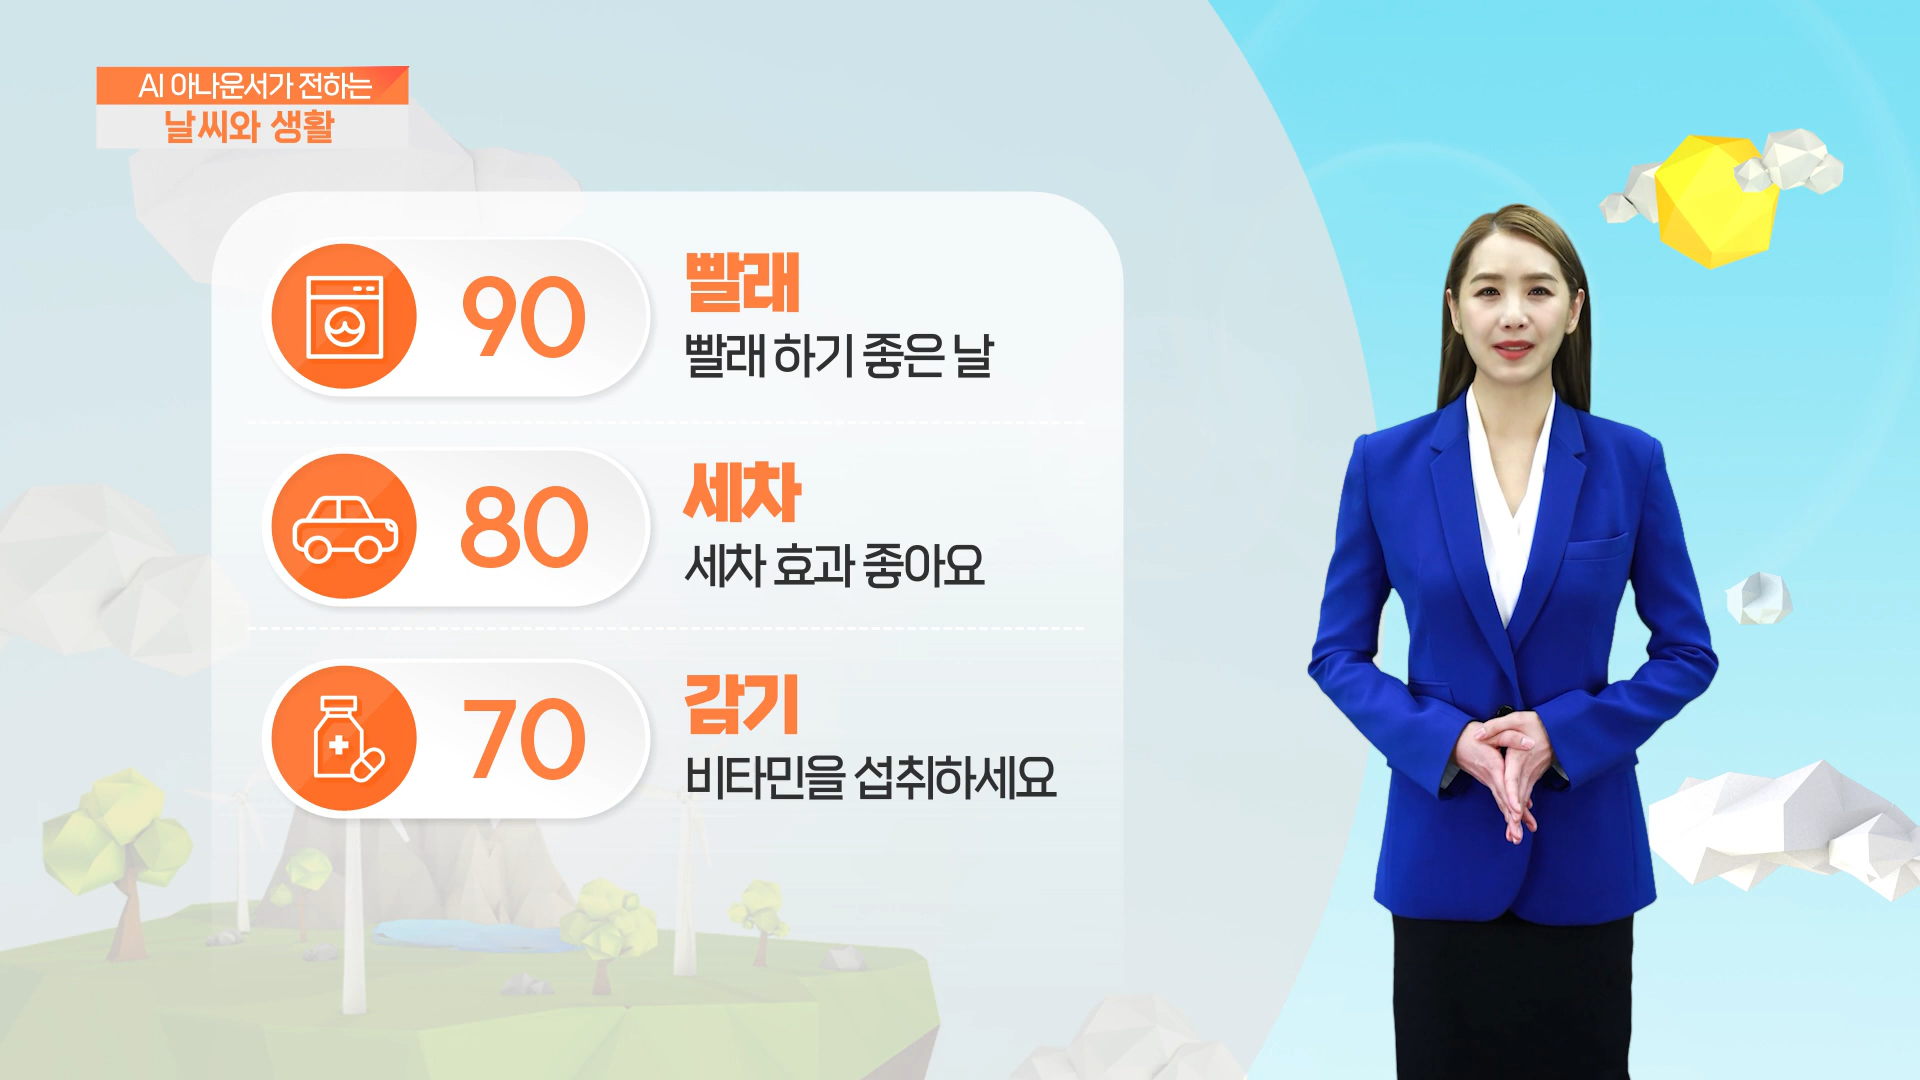 AI 아나운서가 전하는
날씨와 생활
90
빨래
빨래 하기 좋은 날
80
세차
세차 효과 좋아요
70
감기
비타민을 섭취하세요